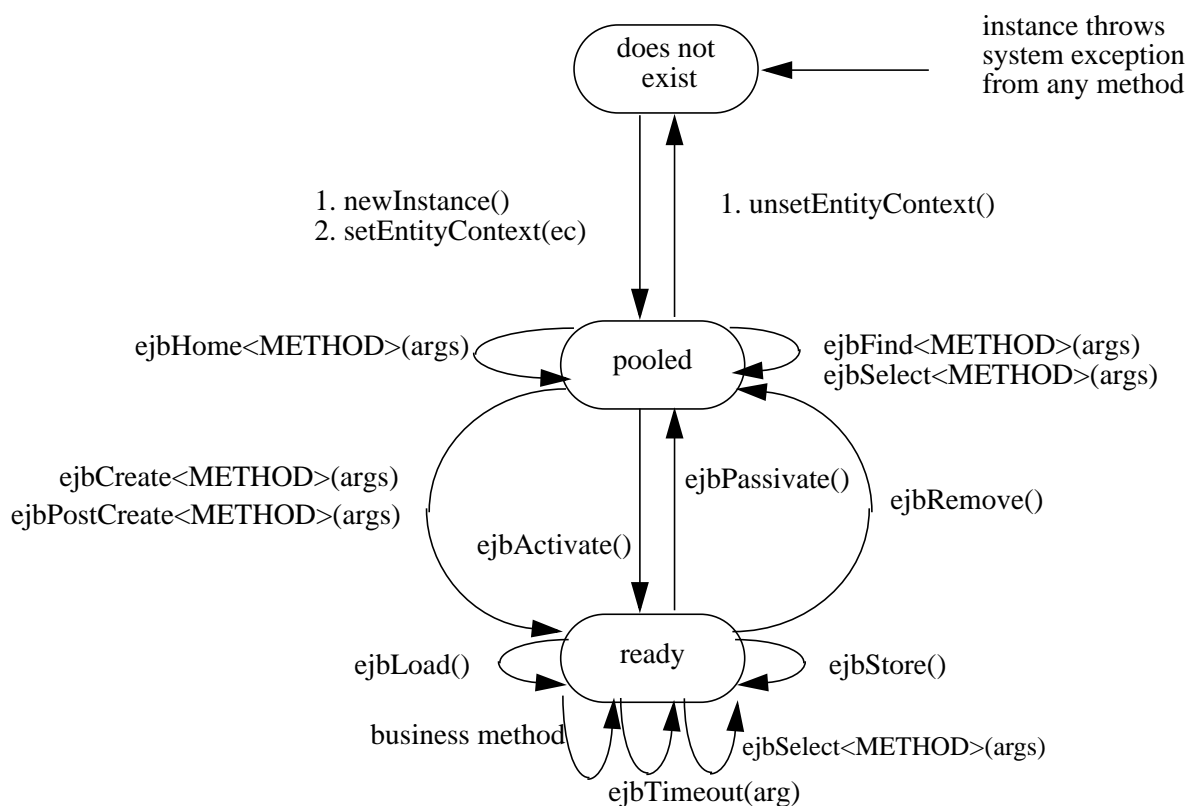 instance throws
system exception
from any method
does not
exist
1. newInstance()
2. setEntityContext(ec)
1. unsetEntityContext()
ejbHome<METHOD>(args)
pooled
ejbFind<METHOD>(args)
ejbSelect<METHOD>(args)
ejbCreate<METHOD>(args)
ejbPostCreate<METHOD>(args)
ejbPassivate()
ejbRemove()
ejbActivate()
ready
ejbLoad()
ejbStore()
business method
ejbSelect<METHOD>(args)
ejbTimeout(arg)